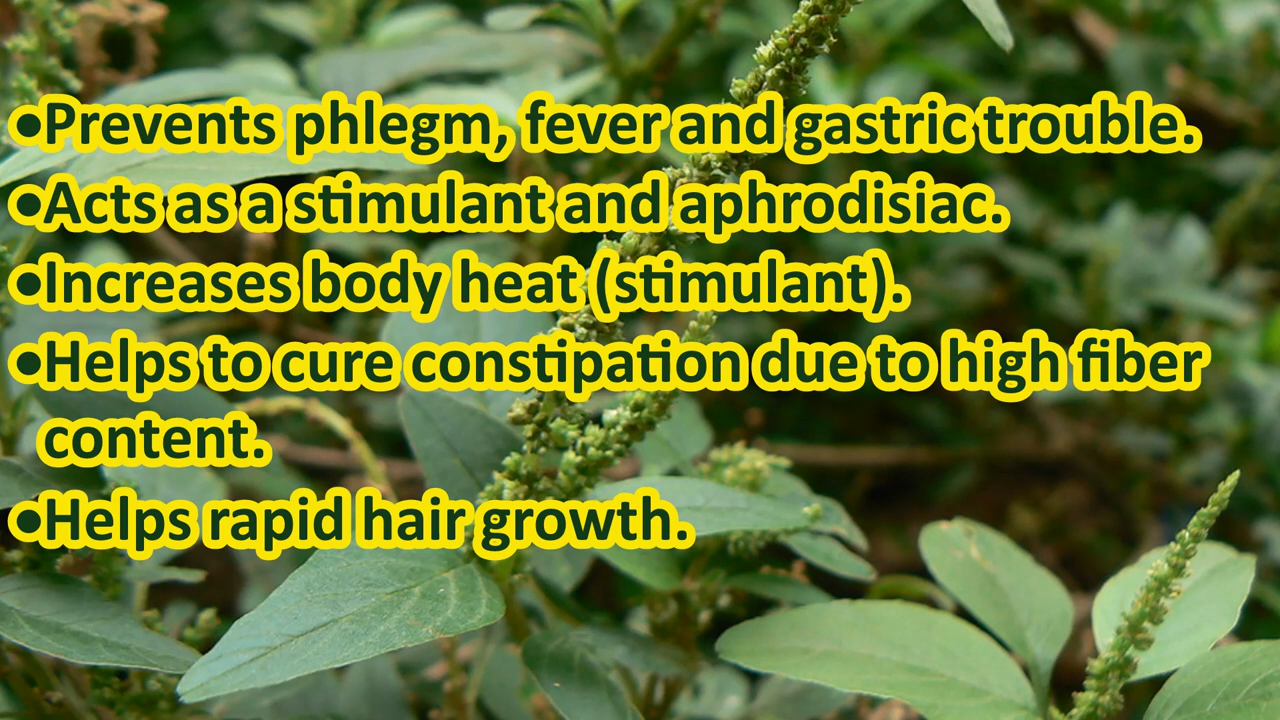 •Prevents phlegm, fever and gastric trouble.
•Acts as a stimulant and aphrodisiac.
•Increases body heat (stimulant).
•Helps to cure constipation due to high fiber
content.
•Helps rapid hair growth.